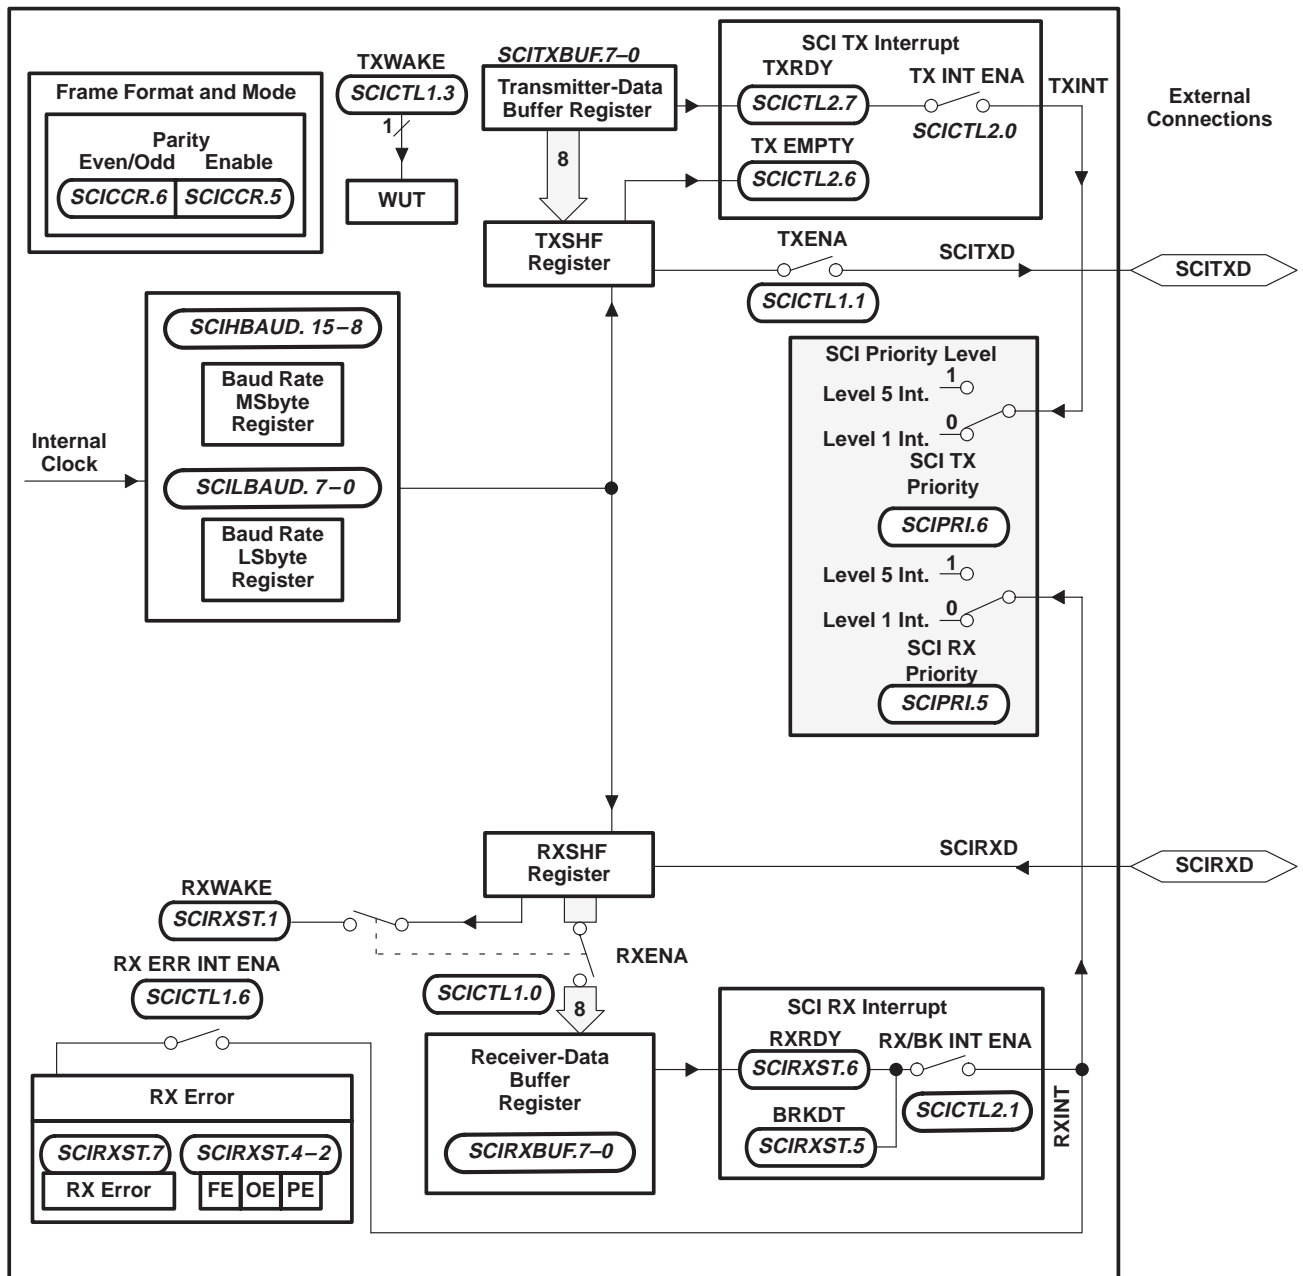 Frame Format and Mode
Parity
Even/Odd Enable
SCICCR.6 SCICCR.5
TXWAKE
SCICTL1.3
1
WUT
SCITXBUF.7–0
Transmitter-Data
Buffer Register
8
TXSHF
Register
SCI TX Interrupt
TXRDY
SCICTL2.7
TX INT ENA
SCICTL2.0
TX EMPTY
SCICTL2.6
TXINT
External
Connections
TXENA
SCICTL1.1
SCITXD
SCITXD
SCIHBAUD. 15–8
Baud Rate
MSbyte
Register
Internal
Clock
SCILBAUD. 7–0
Baud Rate
LSbyte
Register
SCI Priority Level
Level 5 Int. 1
Level 1 Int. 0
SCI TX
Priority
SCIPRI.6
Level 5 Int. 1
Level 1 Int. 0
SCI RX
Priority
SCIPRI.5
RXSHF
Register
SCIRXD
SCIRXD
RXWAKE
SCIRXST.1
RXENA
RX ERR INT ENA
SCICTL1.6
SCICTL1.0
8
RX Error
SCIRXST.7 SCIRXST.4–2
RX Error FE OE PE
Receiver-Data
Buffer
Register
SCIRXBUF.7–0
SCI RX Interrupt
RXRDY
SCIRXST.6
RX/BK INT ENA
SCICTL2.1
BRKDT
SCIRXST.5
RXINT